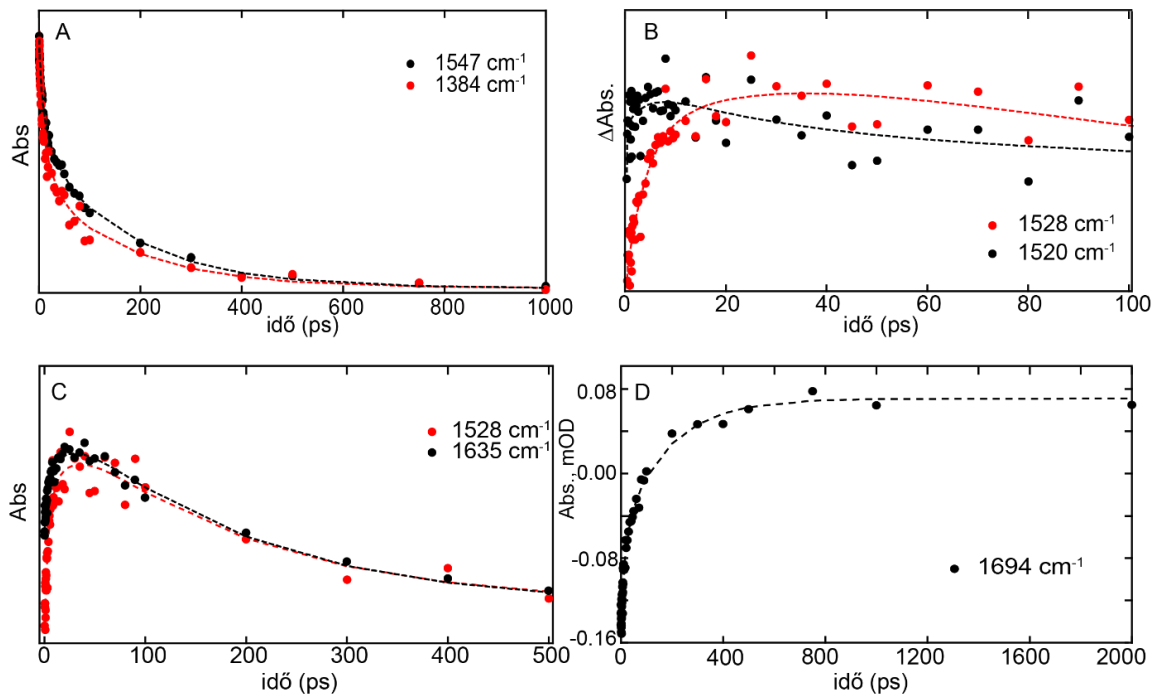 A
1547 cm-1
1384 cm-1
Abs
0 200 400 600 800 1000
idő (ps)
B
ΔAbs.
1528 cm-1
1520 cm-1
0 20 40 60 80 100
idő (ps)
C
1528 cm-1
1635 cm-1
Abs
0 100 200 300 400 500
idő (ps)
D
0.08
-0.00
-0.08
-0.16
Abs., mOD
1694 cm-1
0 400 800 1200 1600 2000
idő (ps)